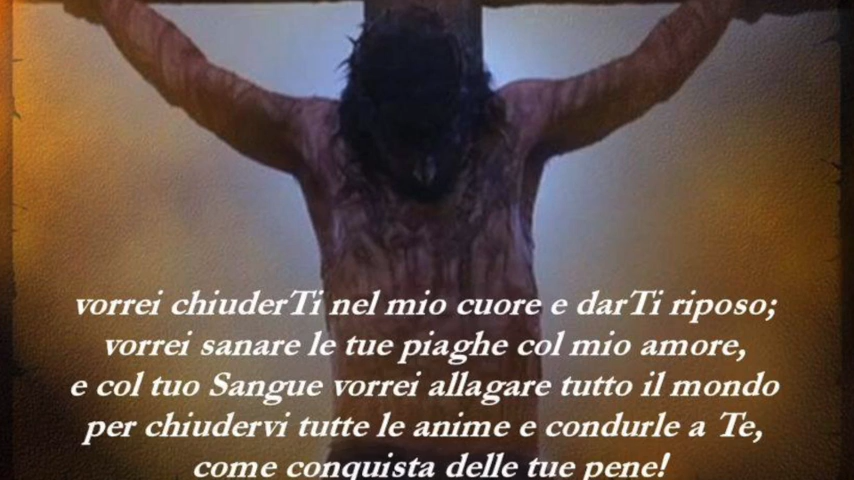 vorrei chiuderTi nel mio cuore e darTi riposo;
vorrei sanare le tue piaghe col mio amore,
e col tuo Sangue vorrei allagare tutto il mondo
per chiudervi tutte le anime e condurle a Te,
come conquista delle tue pene!